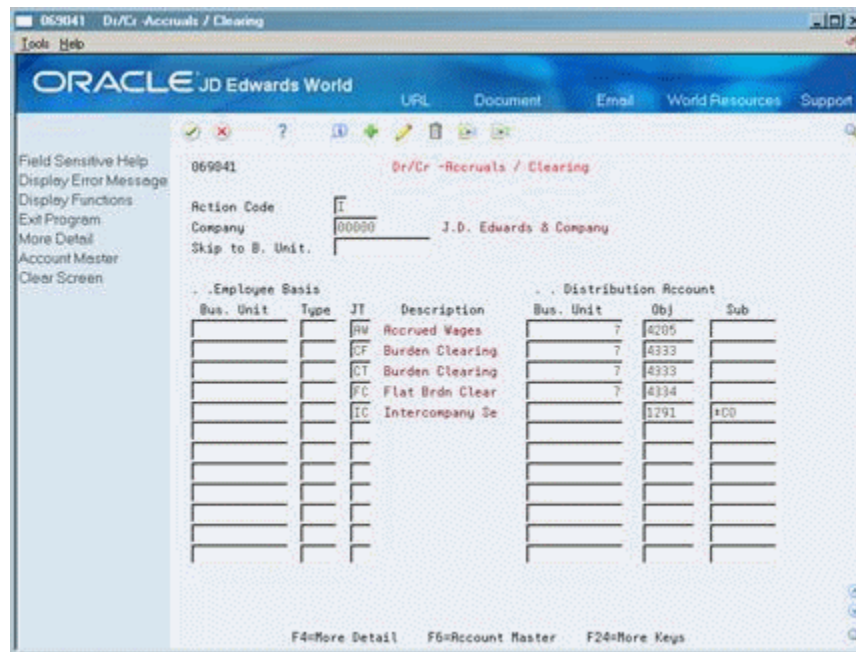 069041 Dr/Cr -Accruals / Clearing
Tools Help
ORACLE JD Edwards World
URL Document Email World Resources Support
Field Sensitive Help
Display Error Message
Display Functions
Exit Program
More Detail
Account Master
Clear Screen
069041 Dr/Cr -Accruals / Clearing
Action Code I
Company 00000 J.D. Edwards & Company
Skip to B. Unit.
. .Employee Basis . . Distribution Account
Bus. Unit Type JT Description Bus. Unit Obj Sub
AW Accrued Wages 7 4205
CF Burden Clearing 7 4333
CT Burden Clearing 7 4333
FC Flat Brdn Clear 7 4334
IC Intercompany Se 1291 *CO
F4=More Detail F6=Account Master F24=More Keys